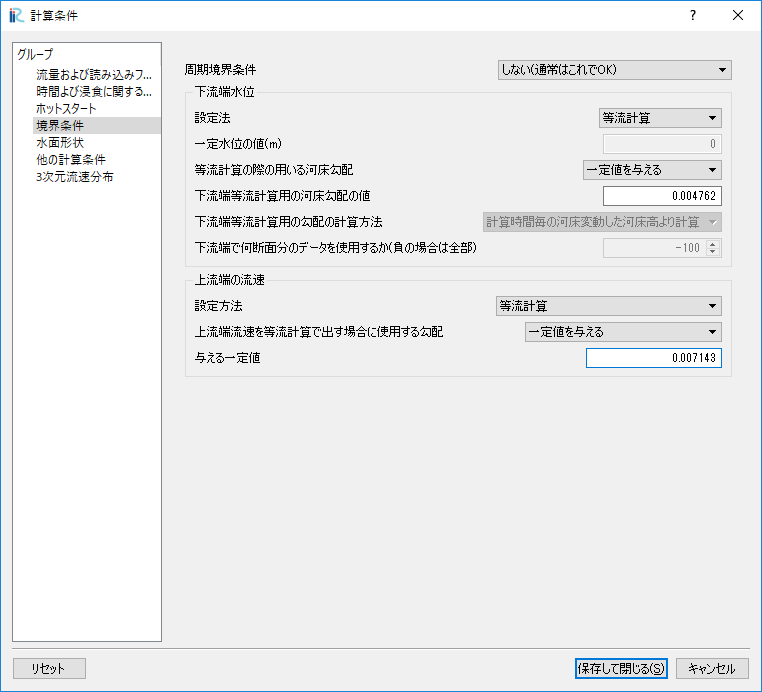 iRC 計算条件
?
グループ
流量および読み込みフ...
時間よび浸食に関する...
ホットスタート
境界条件
水面形状
他の計算条件
3次元流速分布
周期境界条件 しない(通常はこれでOK)
下流端水位
設定法 等流計算
一定水位の値(m) 0
等流計算の際の用いる河床勾配 一定値を与える
下流端等流計算用の河床勾配の値 0.004762
下流端等流計算用の勾配の計算方法 計算時間毎の河床変動した河床高より計算
下流端で何断面分のデータを使用するか(負の場合は全部) -100
上流端の流速
設定方法 等流計算
上流端流速を等流計算で出す場合に使用する勾配 一定値を与える
与える一定値 0.007143
リセット 保存して閉じる(S) キャンセル